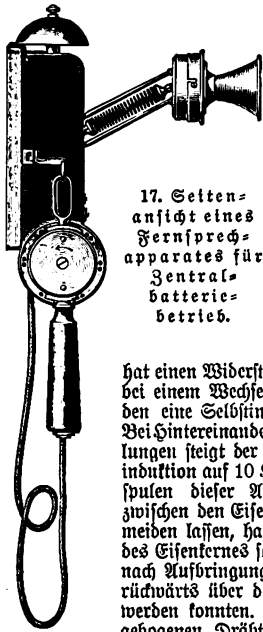 17. Seiten-
ansicht eines
Fernsprech-
apparates für
Zentral-
batterie-
betrieb.
hat einen Widerst
bei einem Wechse
den eine Selbstin
Bei Hintereinande
lungen steigt der
induktion auf 10
spulen dieser A
zwischen den Eise
meiden lassen, ha
des Eisenkernes s
nach Aufbringung
rückwärts über d
werden konnten.
gebogenen Dräht